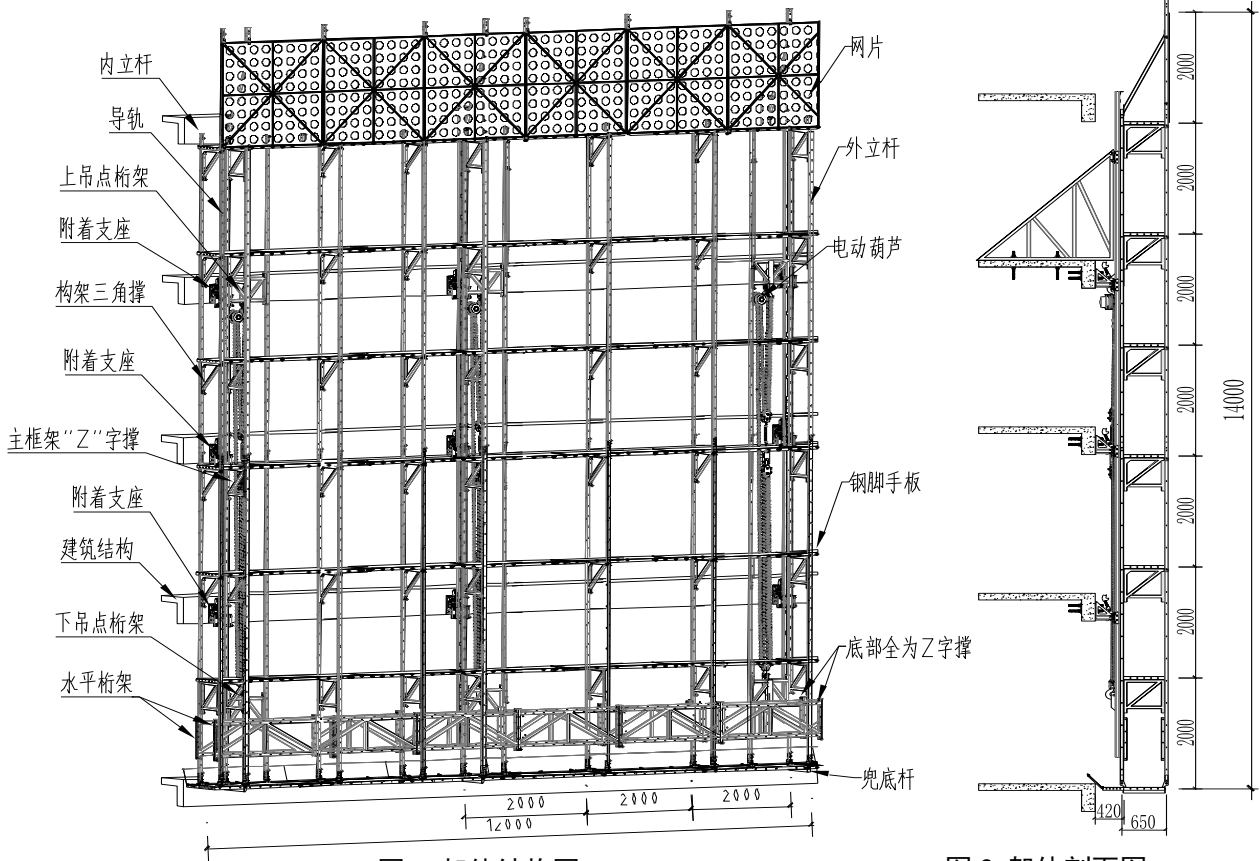 内立杆
导轨
上吊点桁架
附着支座
构架三角撑
附着支座
主框架"Z"字撑
附着支座
建筑结构
下吊点桁架
水平桁架
网片
外立杆
电动葫芦
钢脚手板
底部全为Z字撑
兜底杆
2000
2000
2000
12000
2000
2000
2000
2000
2000
2000
2000
14000
420
650